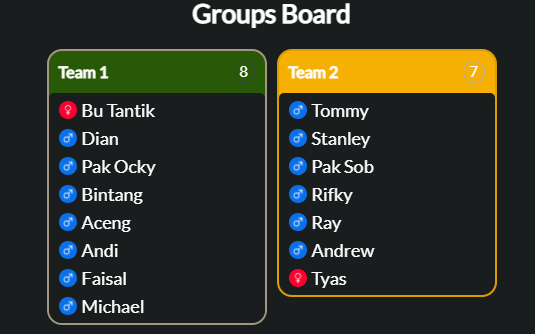 Groups Board
Team 1 8
Bu Tantik
Dian
Pak Ocky
Bintang
Aceng
Andi
Faisal
Michael
Team 2 7
Tommy
Stanley
Pak Sob
Rifky
Ray
Andrew
Tyas